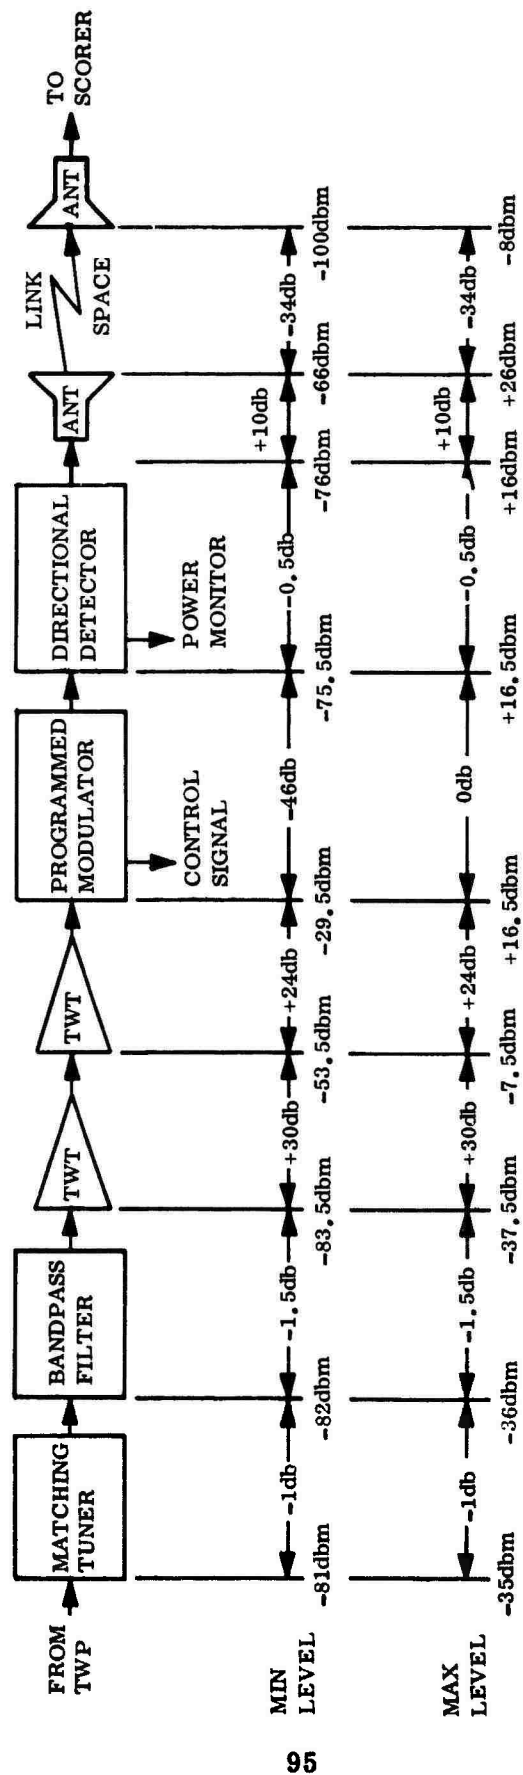 FROM
TWP
MATCHING
TUNER
BANDPASS
FILTER
TWT
TWT
PROGRAMMED
MODULATOR
CONTROL
SIGNAL
DIRECTIONAL
DETECTOR
POWER
MONITOR
ANT
LINK
SPACE
ANT
TO
SCORER
MIN
LEVEL
-1db
-1.5db
+30db
+24db
-46db
-0.5db
+10db
-34db
-81dbm
-82dbm
-83.5dbm
-53.5dbm
-29.5dbm
-75.5dbm
-76dbm
-66dbm
-100dbm
MAX
LEVEL
-1db
-1.5db
+30db
+24db
0db
-0.5db
+10db
-34db
-35dbm
-36dbm
-37.5dbm
-7.5dbm
+16.5dbm
+16.5dbm
+16dbm
+26dbm
-8dbm
95